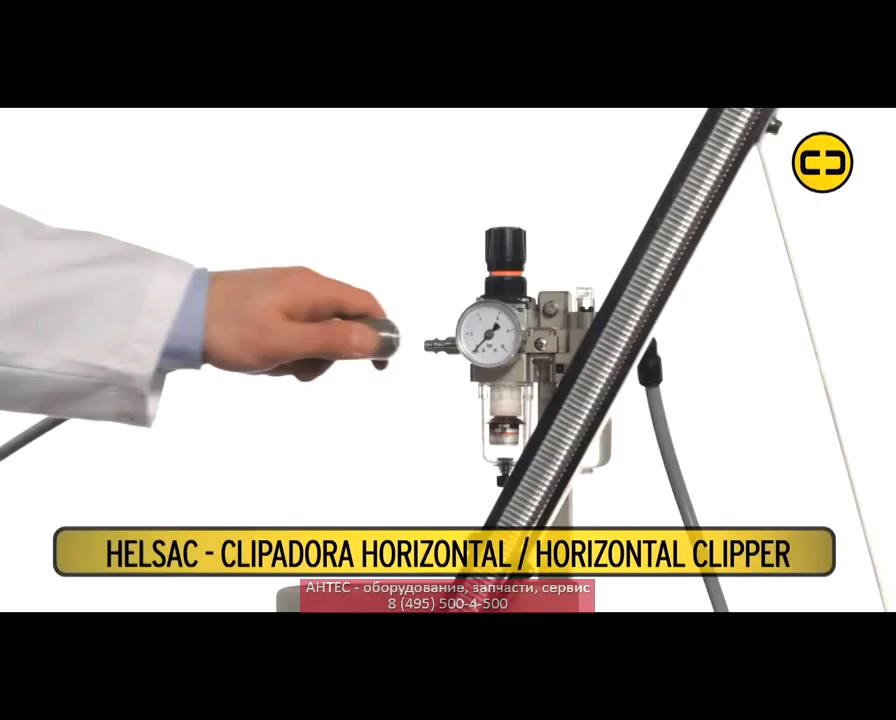 HELSAC - CLIPADORA HORIZONTAL / HORIZONTAL CLIPPER
АНТЕС - оборудование, запчасти, сервис
8 (495) 500-4-500